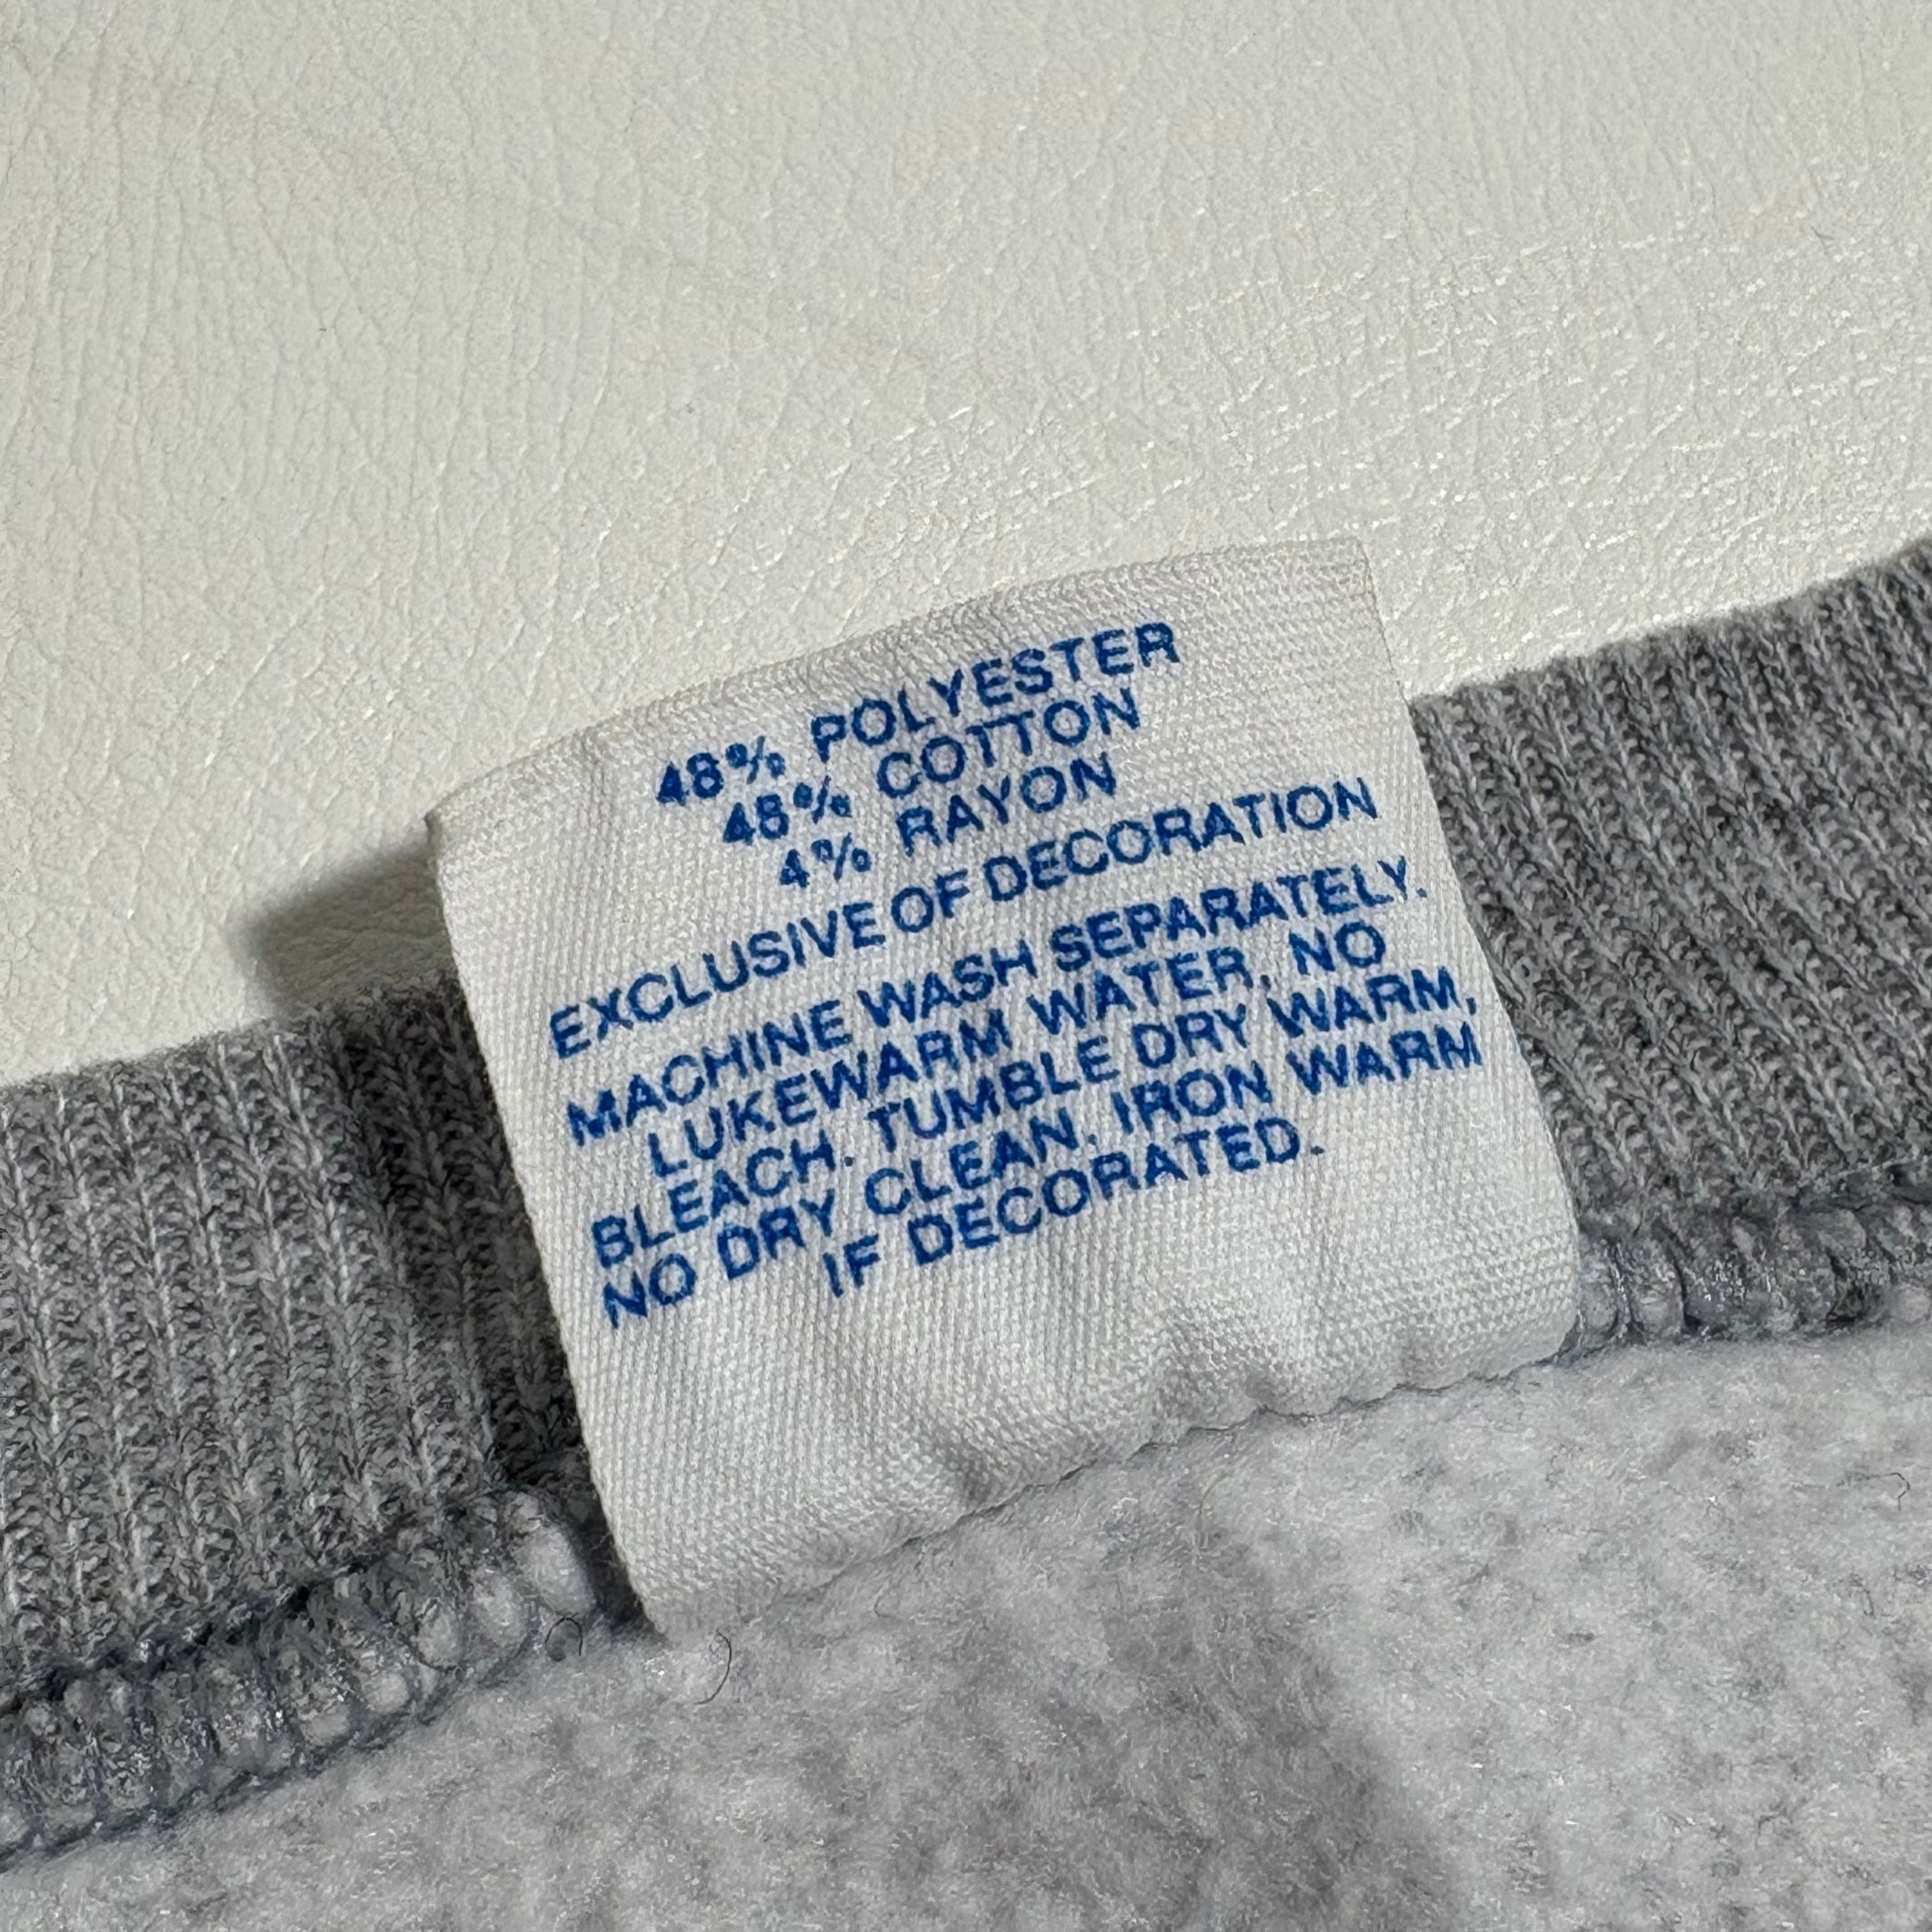 48% POLYESTER
48% COTTON
4% RAYON
EXCLUSIVE OF DECORATION
MACHINE WASH SEPARATELY.
LUKEWARM WATER, NO
BLEACH. TUMBLE DRY WARM,
NO DRY CLEAN. IRON WARM
IF DECORATED.